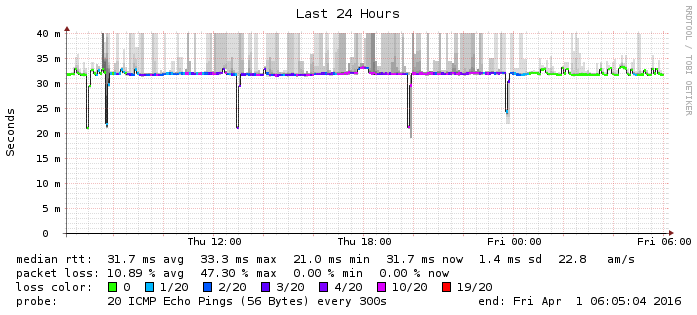 Last 24 Hours
RRDTOOL / TOBI OETIKER
Seconds
40 m
35 m
30 m
25 m
20 m
15 m
10 m
5 m
0
Thu 12:00 Thu 18:00 Fri 00:00 Fri 06:00
median rtt: 31.7 ms avg 33.3 ms max 21.0 ms min 31.7 ms now 1.4 ms sd 22.8 am/s
packet loss: 10.89 % avg 47.30 % max 0.00 % min 0.00 % now
loss color: 0 1/20 2/20 3/20 4/20 10/20 19/20
probe: 20 ICMP Echo Pings (56 Bytes) every 300s end: Fri Apr 1 06:05:04 2016